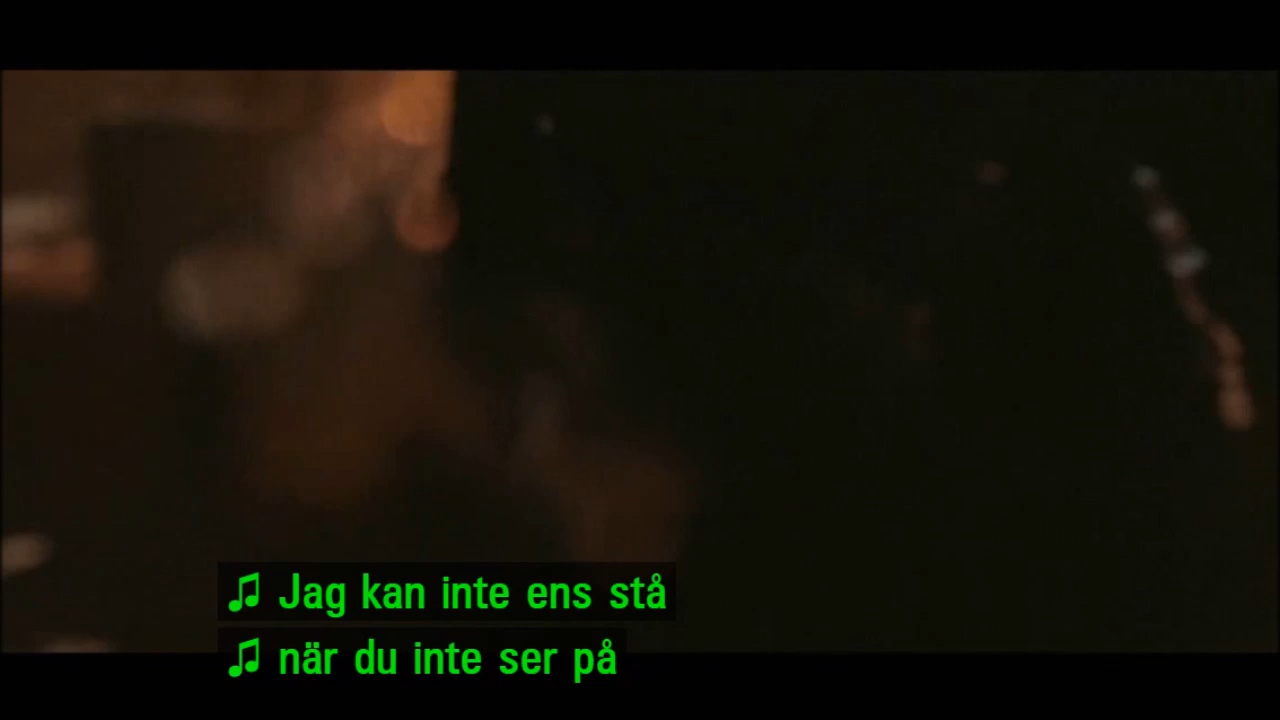 ♫ Jag kan inte ens stå
♫ när du inte ser på